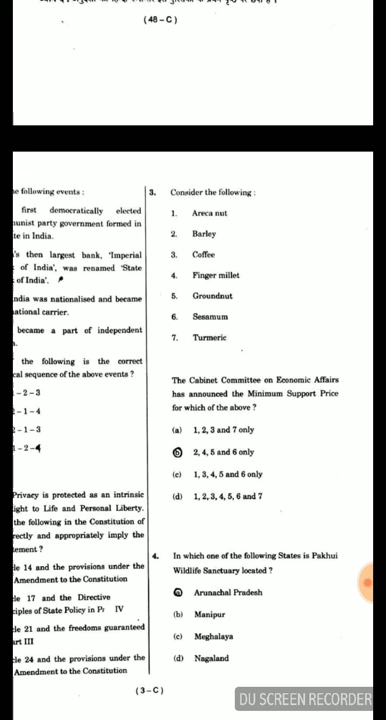 (48 – C)
he following events :
first democratically elected
munist party government formed in
te in India.
's then largest bank, 'Imperial
of India', was renamed 'State
of India'.
ndia was nationalised and became
ational carrier.
became a part of independent
the following is the correct
cal sequence of the above events ?
– 2 – 3
– 1 – 4
2 – 1 – 3
1 – 2 – 4
Privacy is protected as an intrinsic
ight to Life and Personal Liberty.
the following in the Constitution of
rectly and appropriately imply the
tement ?
le 14 and the provisions under the
Amendment to the Constitution
le 17 and the Directive
ciples of State Policy in P IV
le 21 and the freedoms guaranteed
art III
le 24 and the provisions under the
Amendment to the Constitution
3. Consider the following :
1. Areca nut
2. Barley
3. Coffee
4. Finger millet
5. Groundnut
6. Sesamum
7. Turmeric
The Cabinet Committee on Economic Affairs
has announced the Minimum Support Price
for which of the above ?
(a) 1, 2, 3 and 7 only
(b) 2, 4, 5 and 6 only
(c) 1, 3, 4, 5 and 6 only
(d) 1, 2, 3, 4, 5, 6 and 7
4. In which one of the following States is Pakhui
Wildlife Sanctuary located ?
(a) Arunachal Pradesh
(b) Manipur
(c) Meghalaya
(d) Nagaland
(3 – C)
DU SCREEN RECORDER